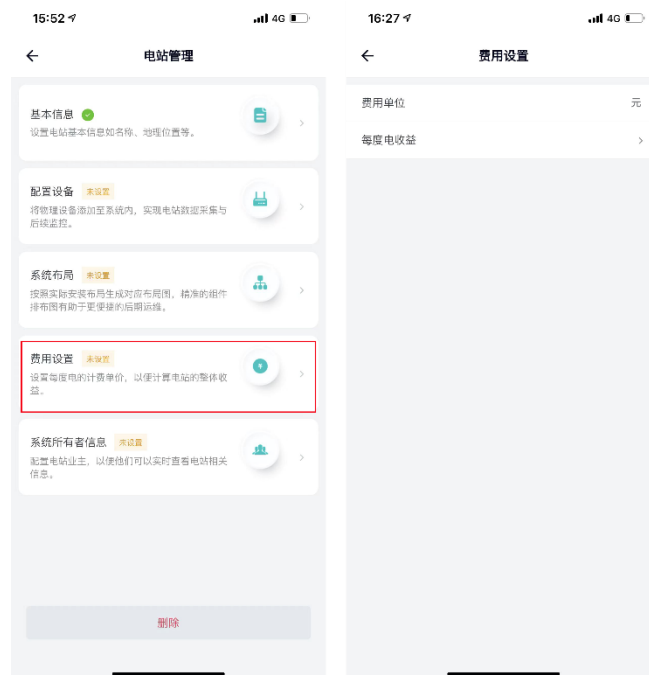 15:52
4G
电站管理
基本信息
设置电站基本信息如名称、地理位置等。
配置设备 未设置
将物理设备添加至系统内，实现电站数据采集与
后续监控。
系统布局 未设置
按照实际安装布局生成对应布局图，精准的组件
排布图有助于更便捷的后期运维。
费用设置 未设置
设置每度电的计费单价，以便计算电站的整体收
益。
系统所有者信息 未设置
配置电站业主，以便他们可以实时查看电站相关
信息。
删除
16:27
4G
费用设置
费用单位 元
每度电收益